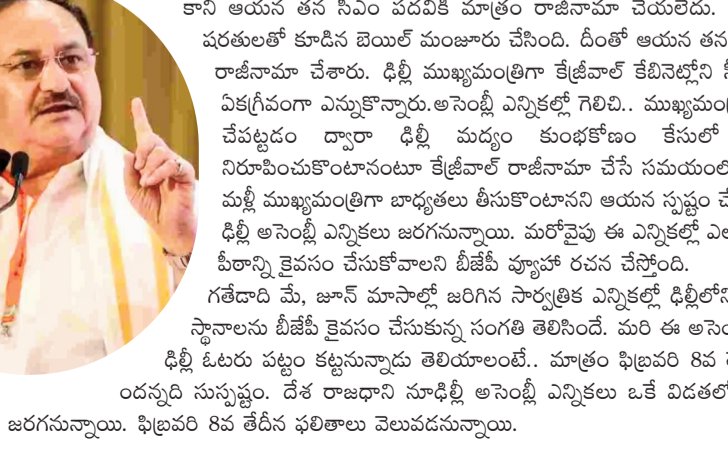 కానీ ఆయన తన సీఎం పదవికి మాత్రం రాజీనామా చేయలేదు.
షరతులతో కూడిన బెయిల్ మంజూరు చేసింది. దీంతో ఆయన తన
రాజీనామా చేశారు. ఢిల్లీ ముఖ్యమంత్రిగా కేజ్రీవాల్ కేబినెట్లోని
ఏకగ్రీవంగా ఎన్నుకొన్నారు.అసెంబ్లీ ఎన్నికల్లో గెలిచి.. ముఖ్యమంత్రి
చేపట్టడం ద్వారా ఢిల్లీ మద్యం కుంభకోణం కేసులో
నిరూపించుకొంటానంటూ కేజ్రీవాల్ రాజీనామా చేసే సమయంలో
మళ్లీ ముఖ్యమంత్రిగా బాధ్యతలు తీసుకొంటానని ఆయన స్పష్టం
ఢిల్లీ అసెంబ్లీ ఎన్నికలు జరగనున్నాయి. మరోవైపు ఈ ఎన్నికల్లో
పీఠాన్ని కైవసం చేసుకోవాలని బీజేపీ వ్యూహా రచన చేస్తోంది.
గతేడాది మే, జూన్ మాసాల్లో జరిగిన సార్వత్రిక ఎన్నికల్లో ఢిల్లీలోని
స్థానాలను బీజేపీ కైవసం చేసుకున్న సంగతి తెలిసిందే. మరి ఈ
ఢిల్లీ ఓటరు పట్టం కట్టనున్నాడు తెలియాలంటే.. మాత్రం ఫిబ్రవరి 8వ
ందన్నది సుస్పష్టం. దేశ రాజధాని నూఢిల్లీ అసెంబ్లీ ఎన్నికలు ఒకే విడతలో
జరగనున్నాయి. ఫిబ్రవరి 8వ తేదీన ఫలితాలు వెలువడనున్నాయి.